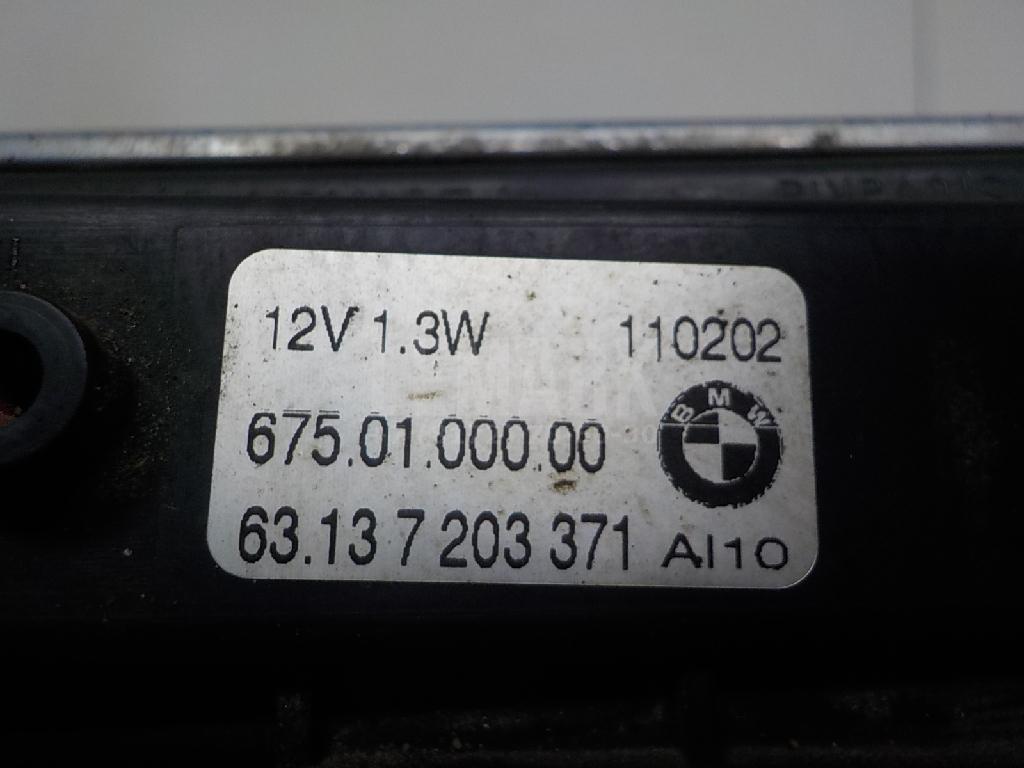 12V 1.3W 110202
BMW
675.01.000.00
63.13 7 203 371 AI10